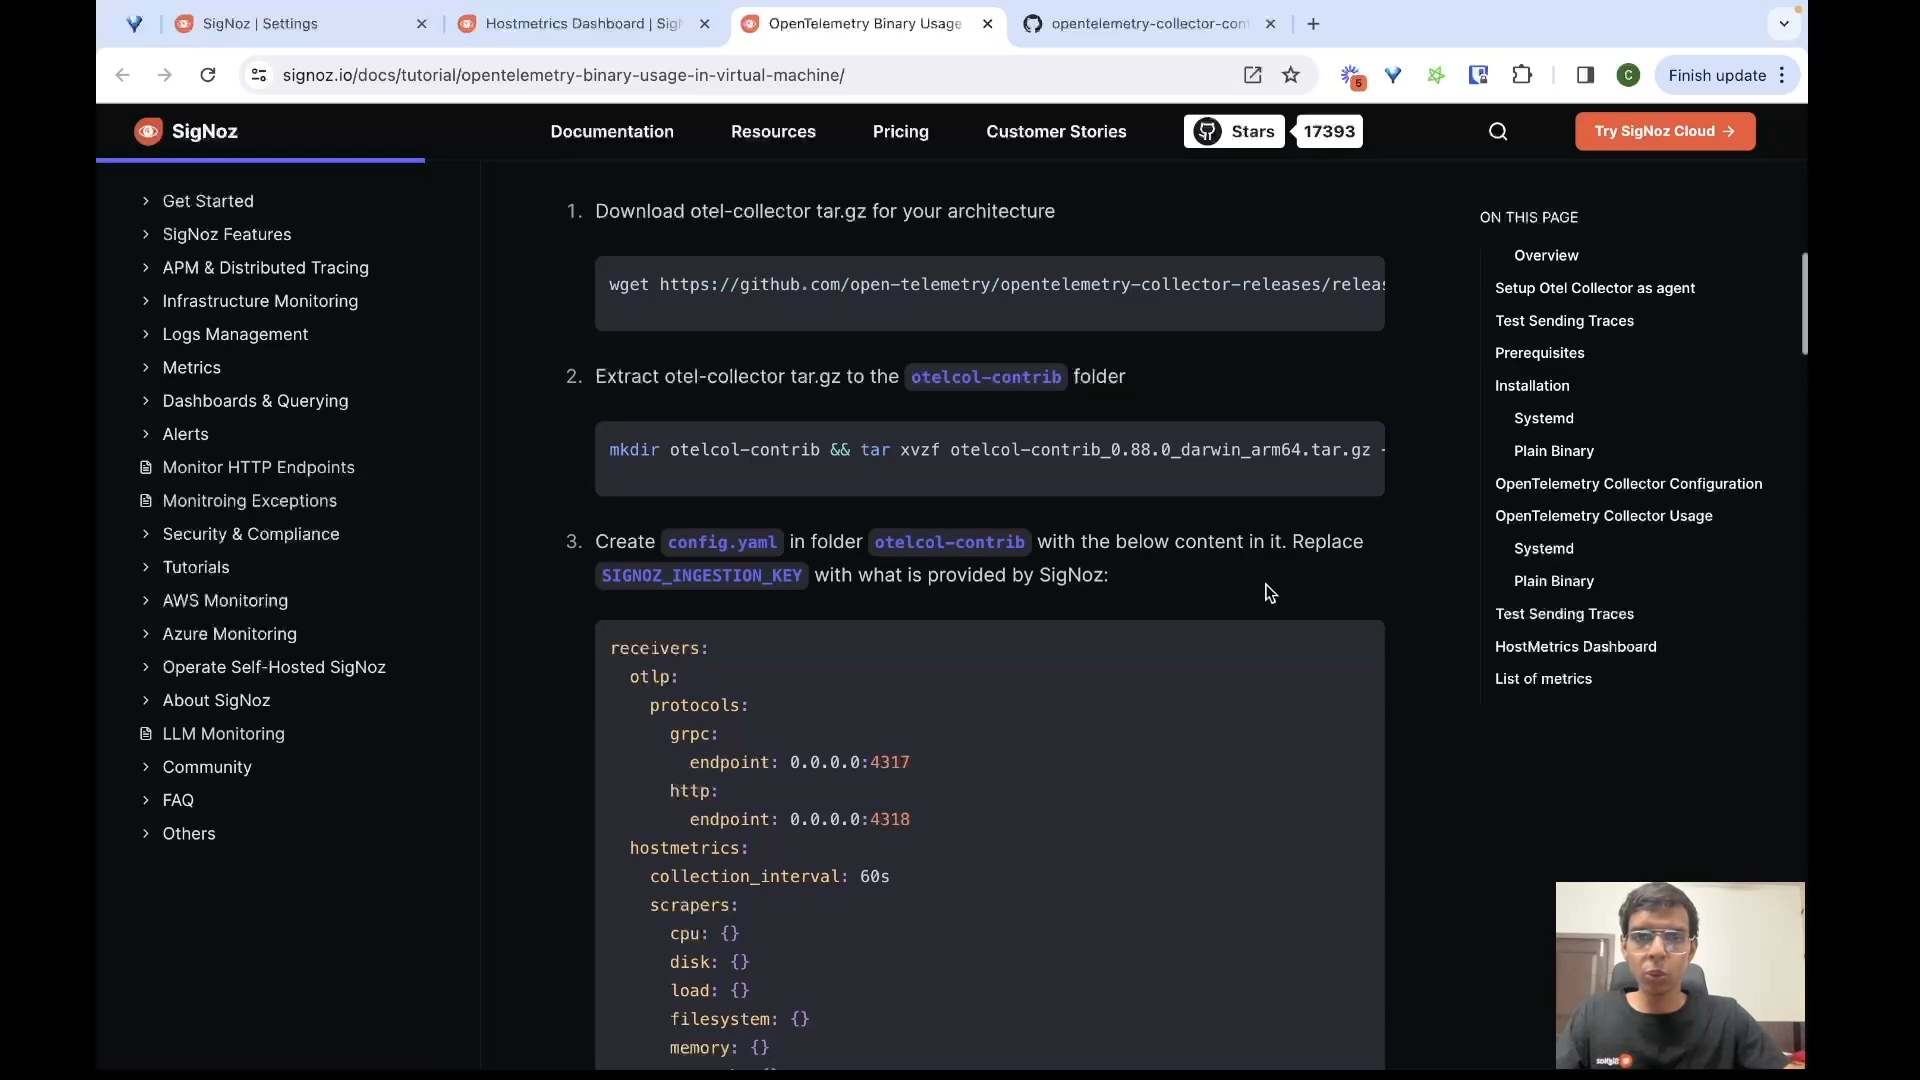 SigNoz | Settings
Hostmetrics Dashboard | Sig
OpenTelemetry Binary Usage
opentelemetry-collector-con
signoz.io/docs/tutorial/opentelemetry-binary-usage-in-virtual-machine/
5
C
Finish update
SigNoz
Documentation
Resources
Pricing
Customer Stories
Stars
17393
Try SigNoz Cloud →
Get Started
SigNoz Features
APM & Distributed Tracing
Infrastructure Monitoring
Logs Management
Metrics
Dashboards & Querying
Alerts
Monitor HTTP Endpoints
Monitroing Exceptions
Security & Compliance
Tutorials
AWS Monitoring
Azure Monitoring
Operate Self-Hosted SigNoz
About SigNoz
LLM Monitoring
Community
FAQ
Others
1. Download otel-collector tar.gz for your architecture
wget https://github.com/open-telemetry/opentelemetry-collector-releases/releas
2. Extract otel-collector tar.gz to the otelcol-contrib folder
mkdir otelcol-contrib && tar xvzf otelcol-contrib_0.88.0_darwin_arm64.tar.gz -
3. Create config.yaml in folder otelcol-contrib with the below content in it. Replace
SIGNOZ_INGESTION_KEY with what is provided by SigNoz:
receivers:
  otlp:
    protocols:
      grpc:
        endpoint: 0.0.0.0:4317
      http:
        endpoint: 0.0.0.0:4318
  hostmetrics:
    collection_interval: 60s
    scrapers:
      cpu: {}
      disk: {}
      load: {}
      filesystem: {}
      memory: {}
ON THIS PAGE
Overview
Setup Otel Collector as agent
Test Sending Traces
Prerequisites
Installation
Systemd
Plain Binary
OpenTelemetry Collector Configuration
OpenTelemetry Collector Usage
Systemd
Plain Binary
Test Sending Traces
HostMetrics Dashboard
List of metrics